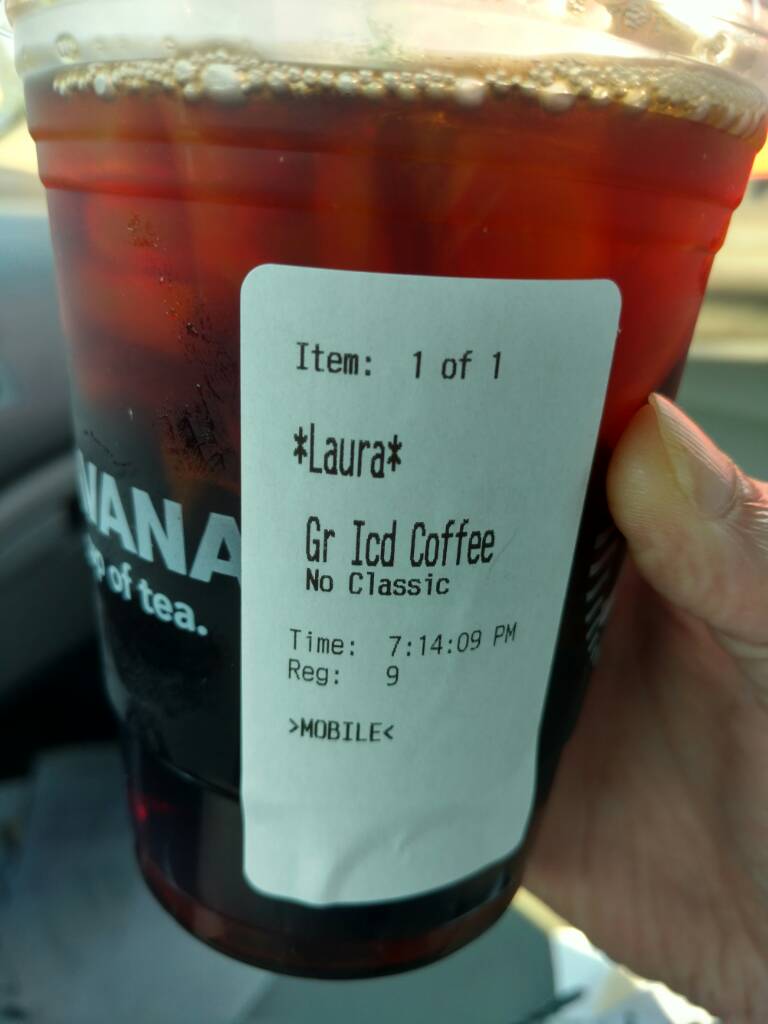 Item: 1 of 1
*Laura*
Gr Icd Coffee
No Classic
Time: 7:14:09 PM
Reg: 9
>MOBILE<
VANA
of tea.